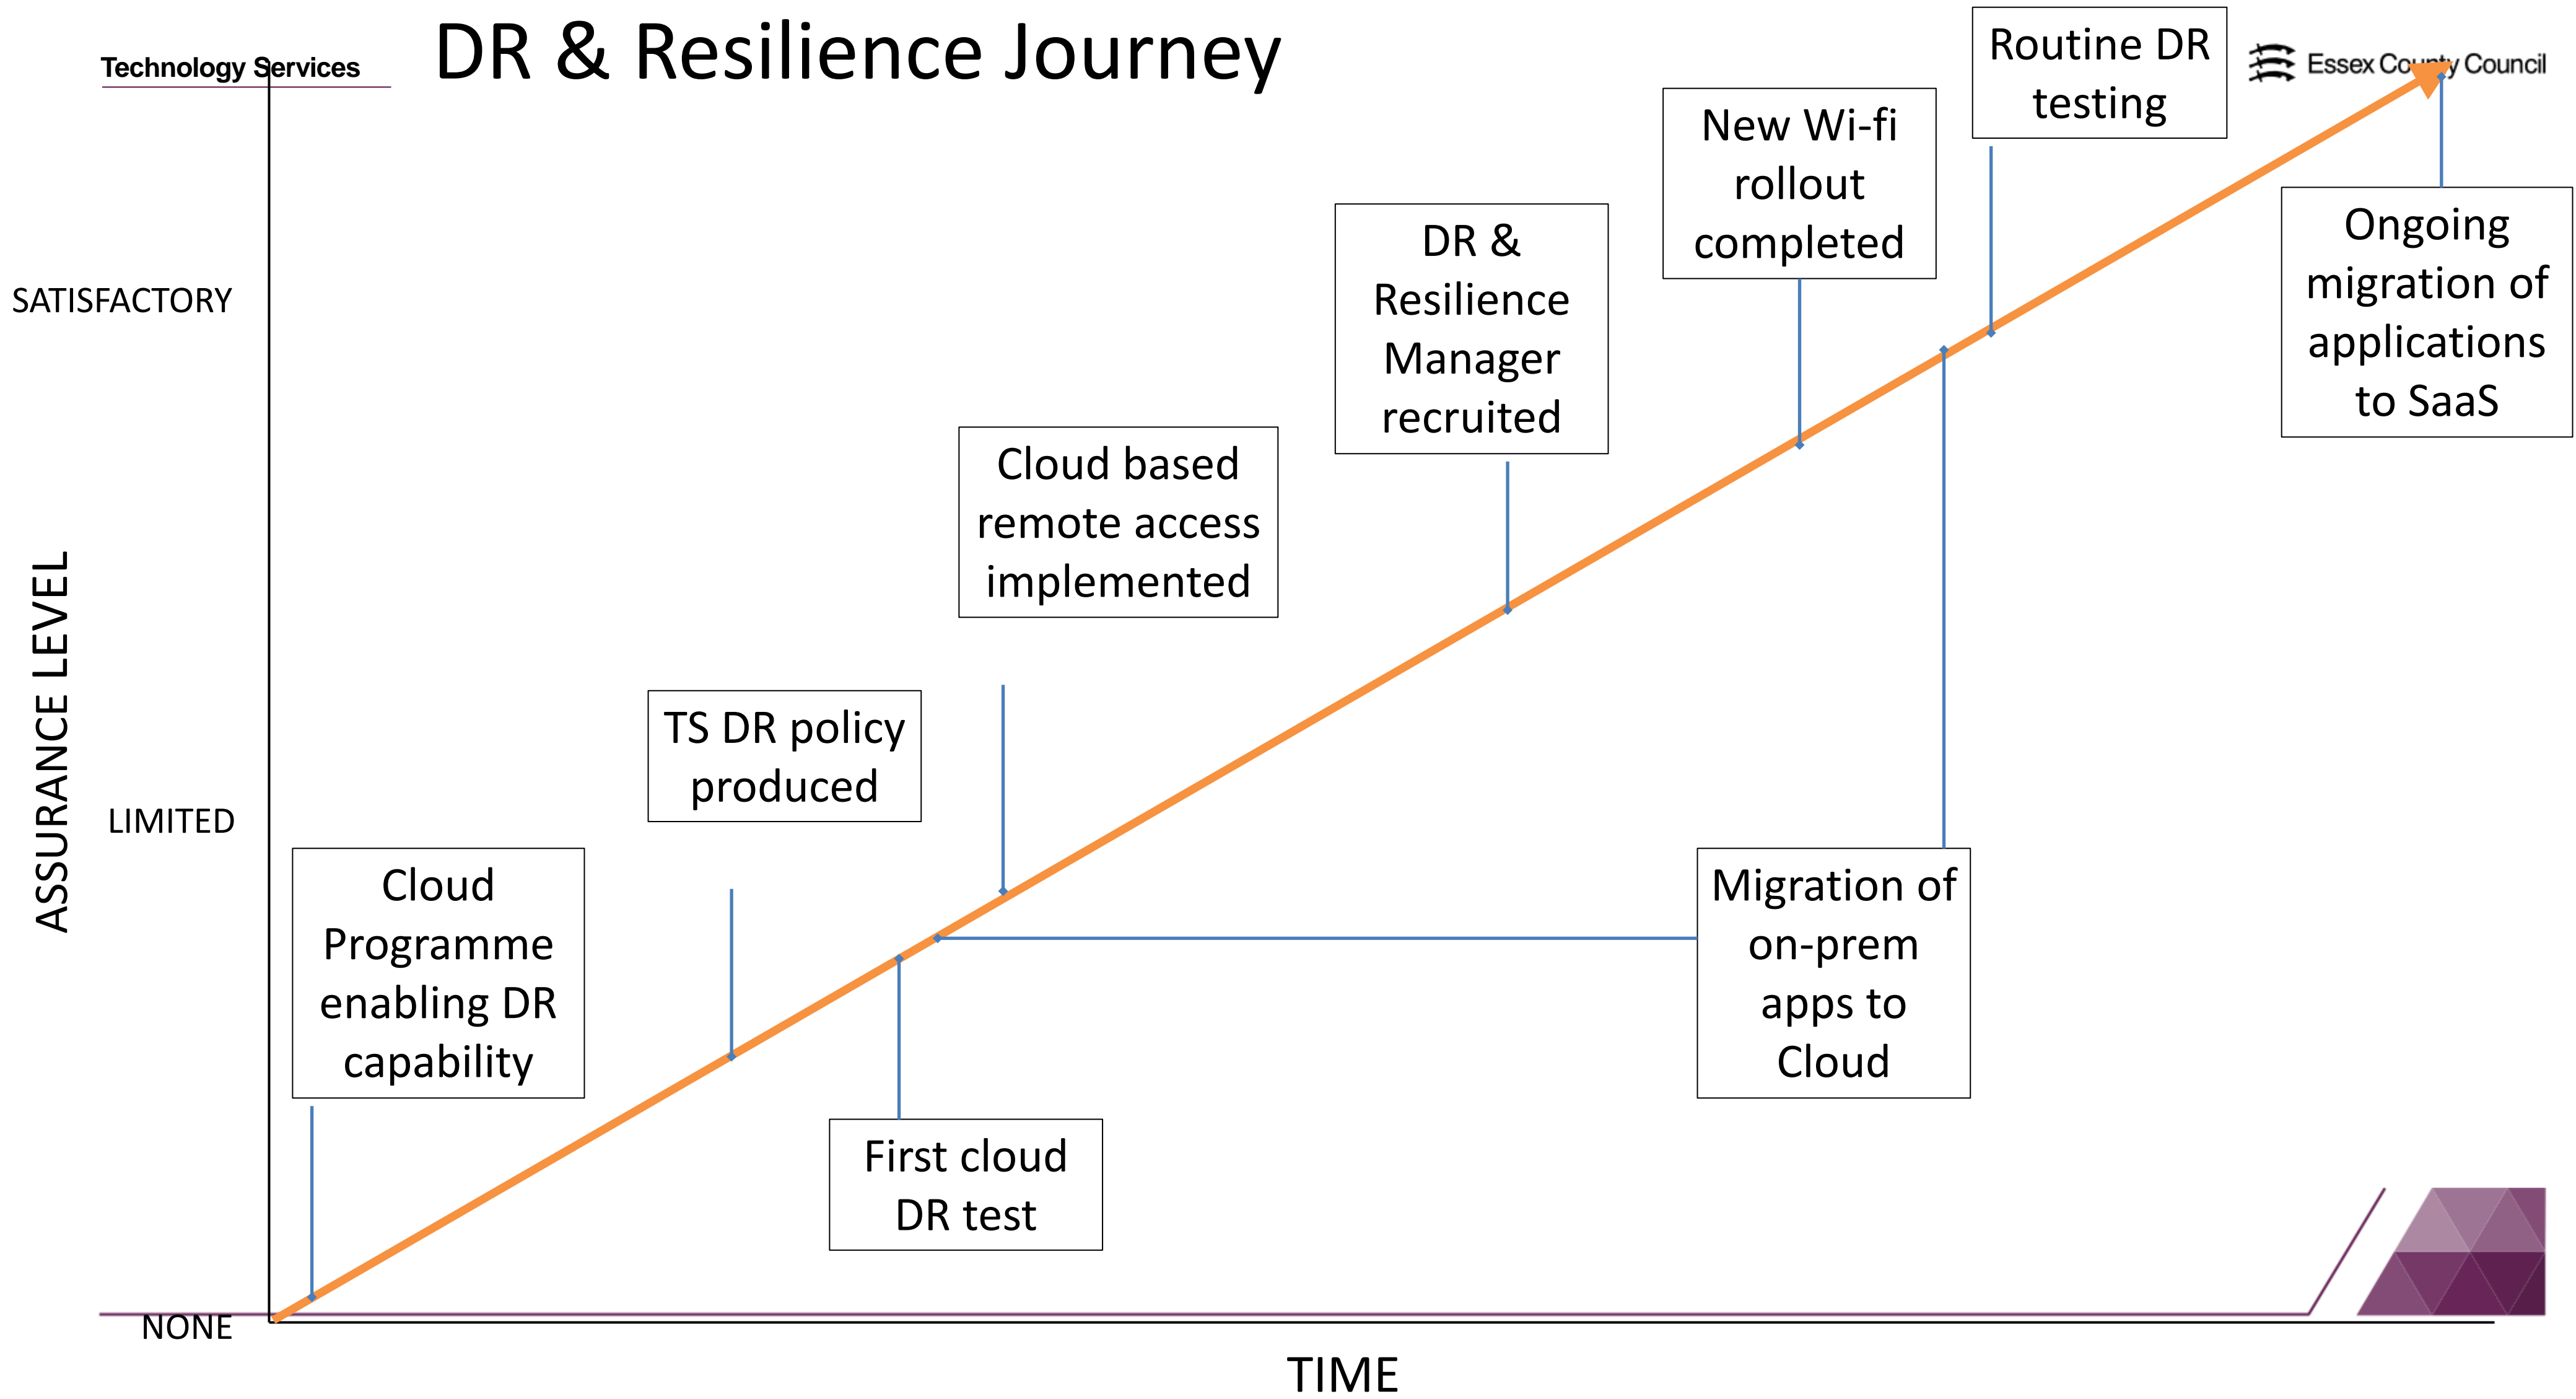 Technology Services
DR & Resilience Journey
Essex County Council
Routine DR
testing
New Wi-fi
rollout
completed
Ongoing
migration of
applications
to SaaS
DR &
Resilience
Manager
recruited
SATISFACTORY
Cloud based
remote access
implemented
ASSURANCE LEVEL
TS DR policy
produced
LIMITED
Cloud
Programme
enabling DR
capability
Migration of
on-prem
apps to
Cloud
First cloud
DR test
NONE
TIME